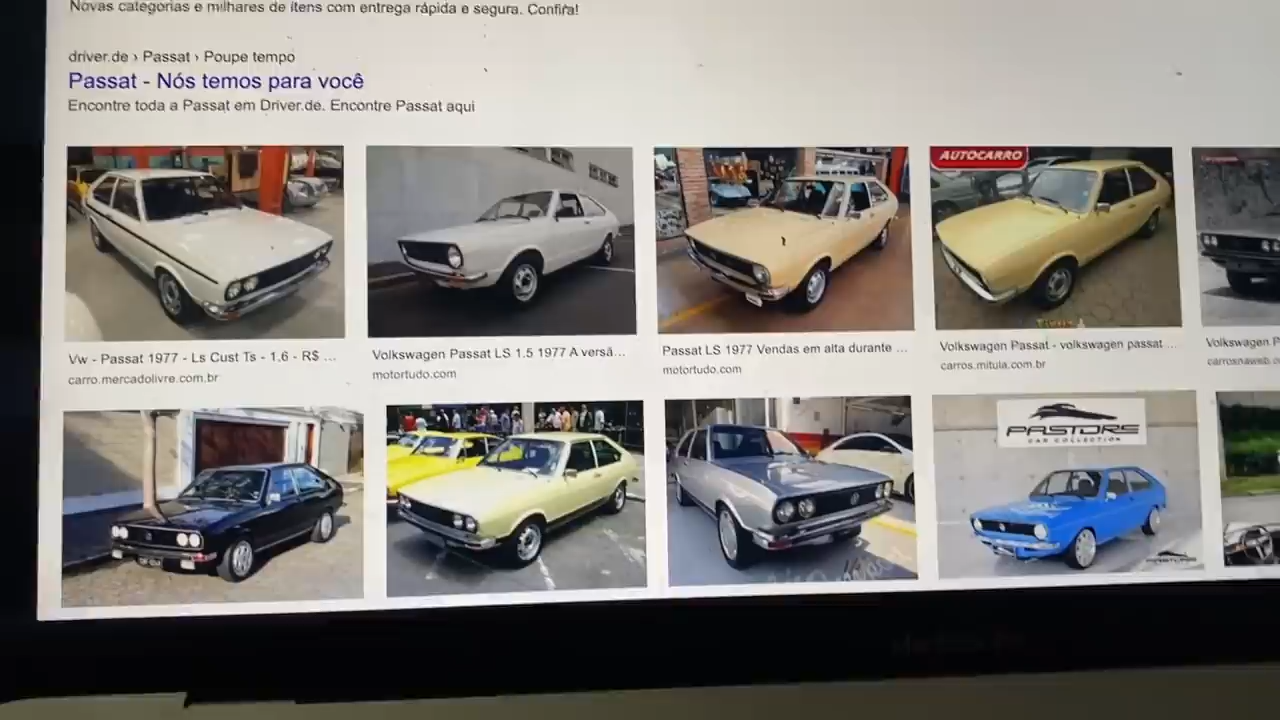 Novas categorias e milhares de itens com entrega rápida e segura. Confira!
driver.de › Passat › Poupe tempo
Passat - Nós temos para você
Encontre toda a Passat em Driver.de. Encontre Passat aqui
AUTOCARRO
Vw - Passat 1977 - Ls Cust Ts - 1.6 - R$ ...
carro.mercadolivre.com.br
Volkswagen Passat LS 1.5 1977 A versã...
motortudo.com
Passat LS 1977 Vendas em alta durante ...
motortudo.com
Volkswagen Passat - volkswagen passat ...
carros.mitula.com.br
Volkswagen P
carrosnaweb.c
PASTORE
CAR COLLECTION